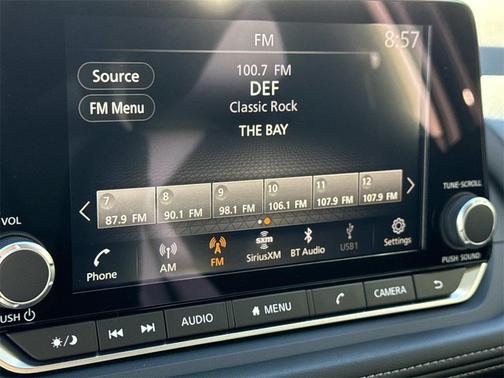 FM
8:57
Source
100.7 FM
DEF
FM Menu
Classic Rock
THE BAY
7 8 9 10 11 12
87.9 FM 90.1 FM 98.1 FM 106.1 FM 107.9 FM 107.9 FM
VOL
TUNE·SCROLL
Phone
AM
FM
sxm
SiriusXM
BT Audio
USB1
Settings
PUSH
PUSH SOUND
AUDIO
MENU
CAMERA